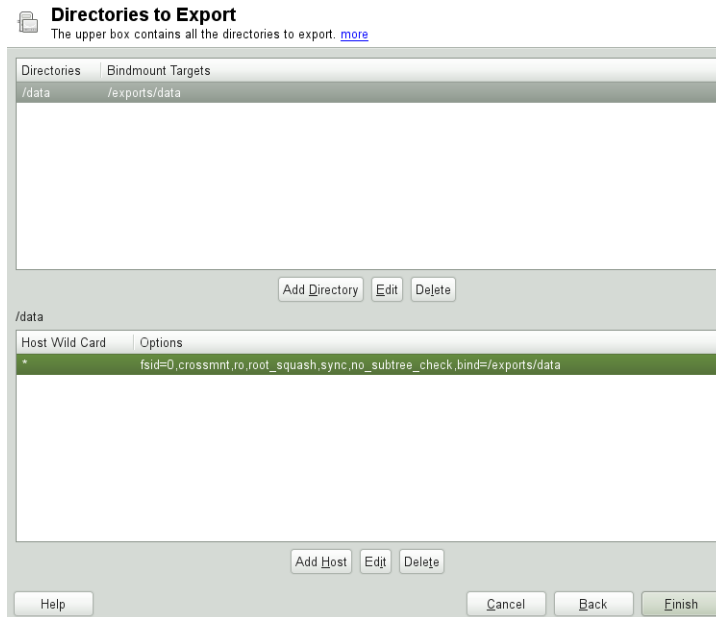 Directories to Export
The upper box contains all the directories to export. more
Directories Bindmount Targets
/data /exports/data
Add Directory Edit Delete
/data
Host Wild Card Options
* fsid=0,crossmnt,ro,root_squash,sync,no_subtree_check,bind=/exports/data
Add Host Edit Delete
Help Cancel Back Finish